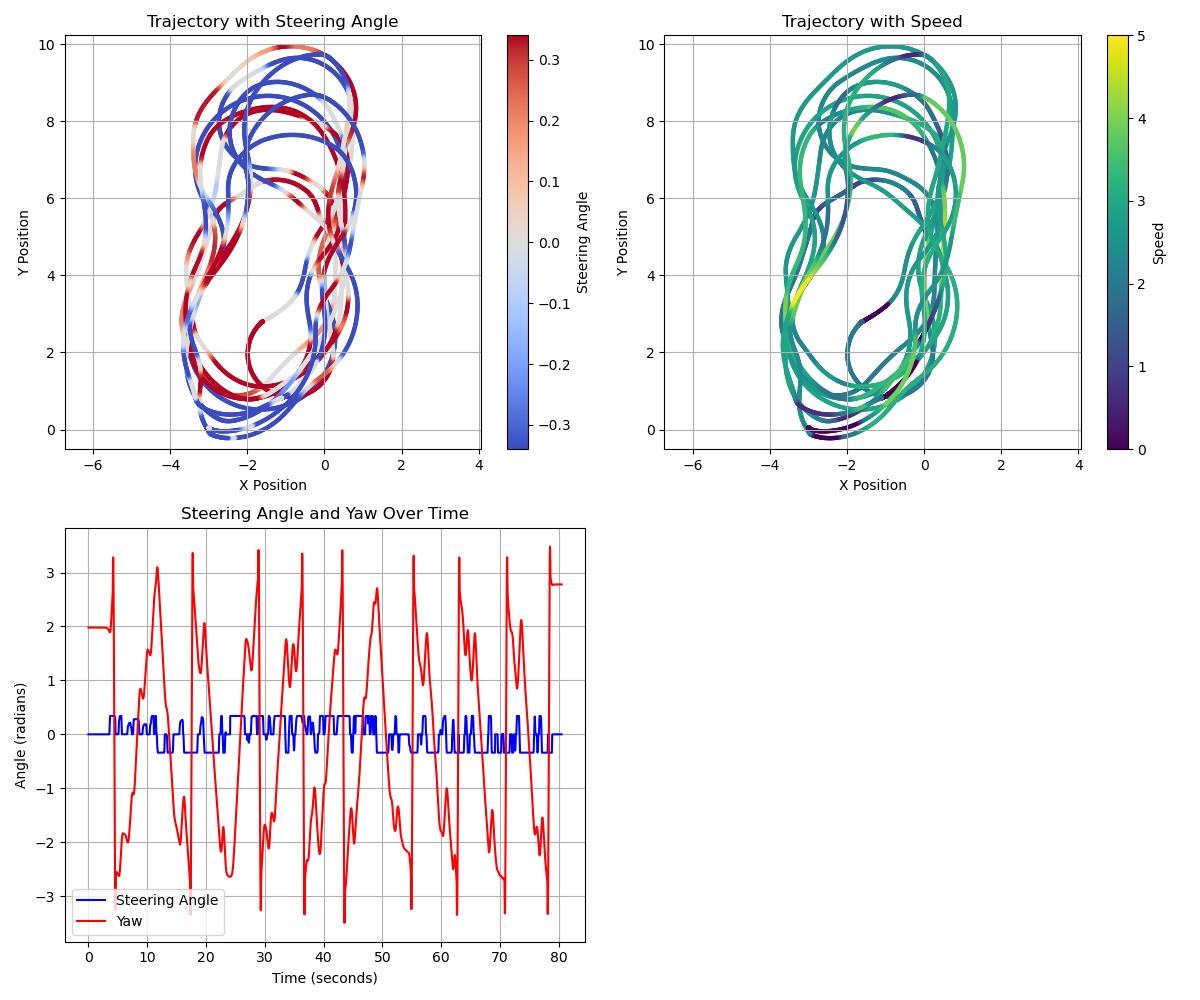 Trajectory with Steering Angle
10
8
6
4
2
0
−6 −4 −2 0 2 4
X Position
Y Position
0.3
0.2
0.1
0.0
−0.1
−0.2
−0.3
Steering Angle
Trajectory with Speed
10
8
6
4
2
0
−6 −4 −2 0 2 4
X Position
Y Position
5
4
3
2
1
0
Speed
Steering Angle and Yaw Over Time
3
2
1
0
−1
−2
−3
Angle (radians)
Steering Angle
Yaw
0 10 20 30 40 50 60 70 80
Time (seconds)